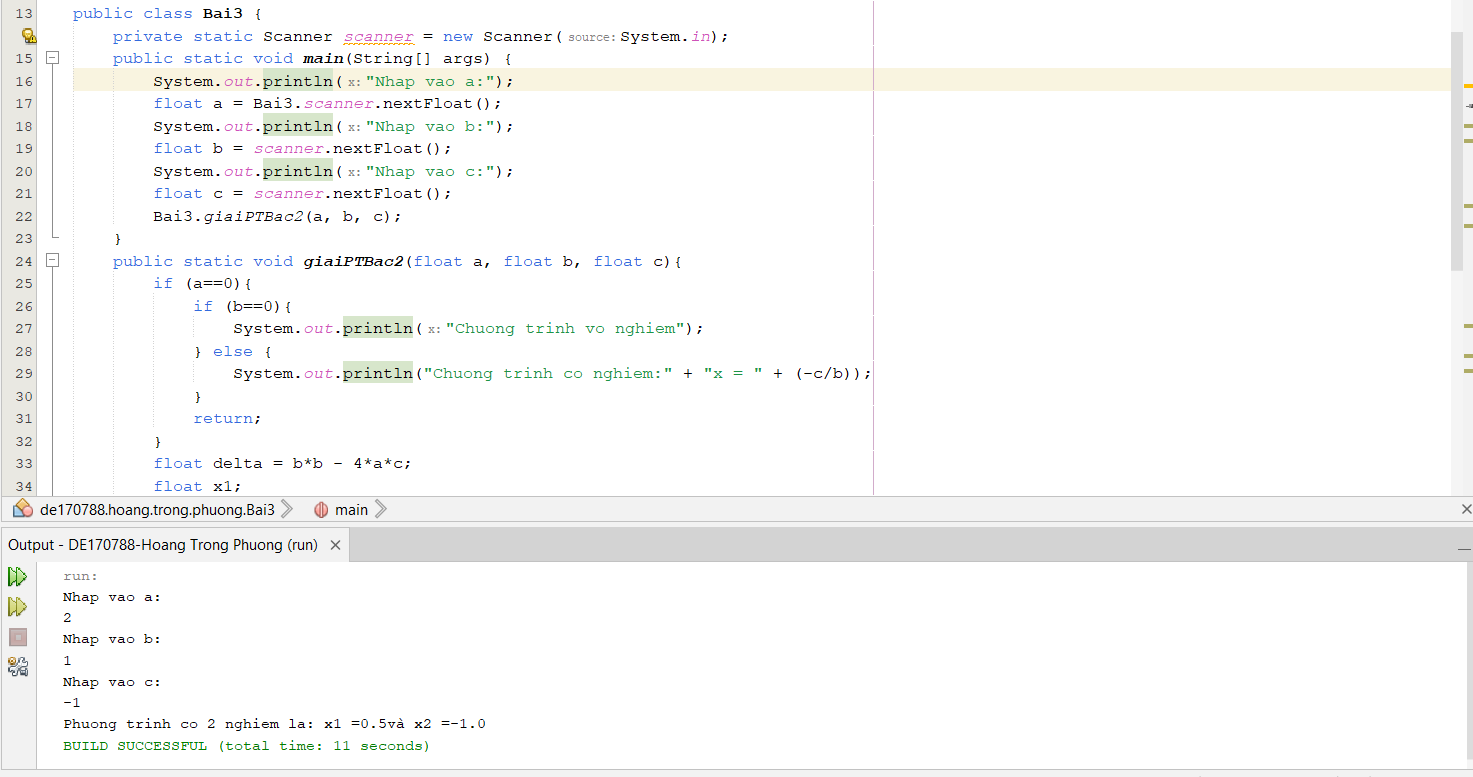 13 public class Bai3 {
private static Scanner scanner = new Scanner( source: System.in);
15 public static void main(String[] args) {
16 System.out.println( x: "Nhap vao a:");
17 float a = Bai3.scanner.nextFloat();
18 System.out.println( x: "Nhap vao b:");
19 float b = scanner.nextFloat();
20 System.out.println( x: "Nhap vao c:");
21 float c = scanner.nextFloat();
22 Bai3.giaiPTBac2(a, b, c);
23 }
24 public static void giaiPTBac2(float a, float b, float c){
25 if (a==0){
26 if (b==0){
27 System.out.println( x: "Chuong trinh vo nghiem");
28 } else {
29 System.out.println("Chuong trinh co nghiem:" + "x = " + (-c/b));
30 }
31 return;
32 }
33 float delta = b*b - 4*a*c;
34 float x1;
de170788.hoang.trong.phuong.Bai3 main
Output - DE170788-Hoang Trong Phuong (run)
run:
Nhap vao a:
2
Nhap vao b:
1
Nhap vao c:
-1
Phuong trinh co 2 nghiem la: x1 =0.5và x2 =-1.0
BUILD SUCCESSFUL (total time: 11 seconds)